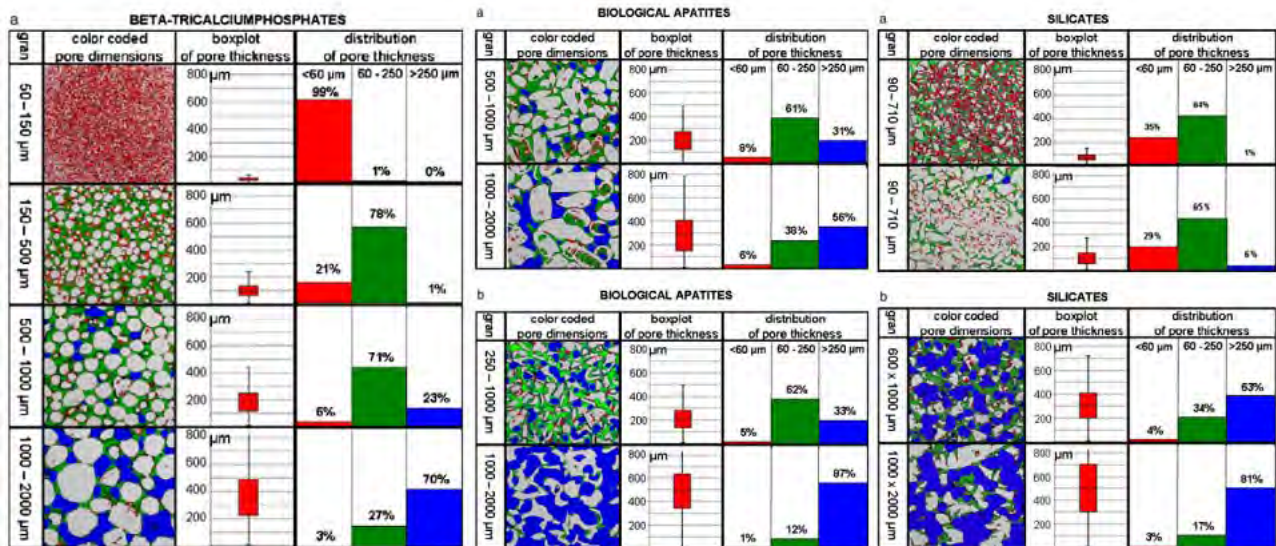 a
BETA-TRICALCIUMPHOSPHATES
gran
color coded pore dimensions
boxplot of pore thickness
distribution of pore thickness
50-150 µm
800 µm
600
400
200
<60 µm
60 - 250
>250 µm
99%
1%
0%
150 – 500 µm
800 µm
600
400
200
21%
78%
1%
500 – 1000 µm
800 µm
600
400
200
6%
71%
23%
1000 – 2000 µm
800 µm
600
400
200
3%
27%
70%
a
BIOLOGICAL APATITES
gran
color coded pore dimensions
boxplot of pore thickness
distribution of pore thickness
500 – 1000 µm
800 µm
600
400
200
<60 µm
60 - 250
>250 µm
8%
61%
31%
1000 – 2000 µm
800 µm
600
400
200
6%
38%
56%
b
BIOLOGICAL APATITES
gran
color coded pore dimensions
boxplot of pore thickness
distribution of pore thickness
250 – 1000 µm
800 µm
600
400
200
<60 µm
60 - 250
>250 µm
5%
62%
33%
1000 – 2000 µm
800 µm
600
400
200
1%
12%
87%
a
SILICATES
gran
color coded pore dimensions
boxplot of pore thickness
distribution of pore thickness
90 – 710 µm
800 µm
600
400
200
<60 µm
60 - 250
>250 µm
35%
64%
1%
90 – 710 µm
800 µm
600
400
200
29%
65%
6%
b
SILICATES
gran
color coded pore dimensions
boxplot of pore thickness
distribution of pore thickness
600 x 1000 µm
800 µm
600
400
200
<60 µm
60 - 250
>250 µm
4%
34%
63%
1000 x 2000 µm
800 µm
600
400
200
3%
17%
81%